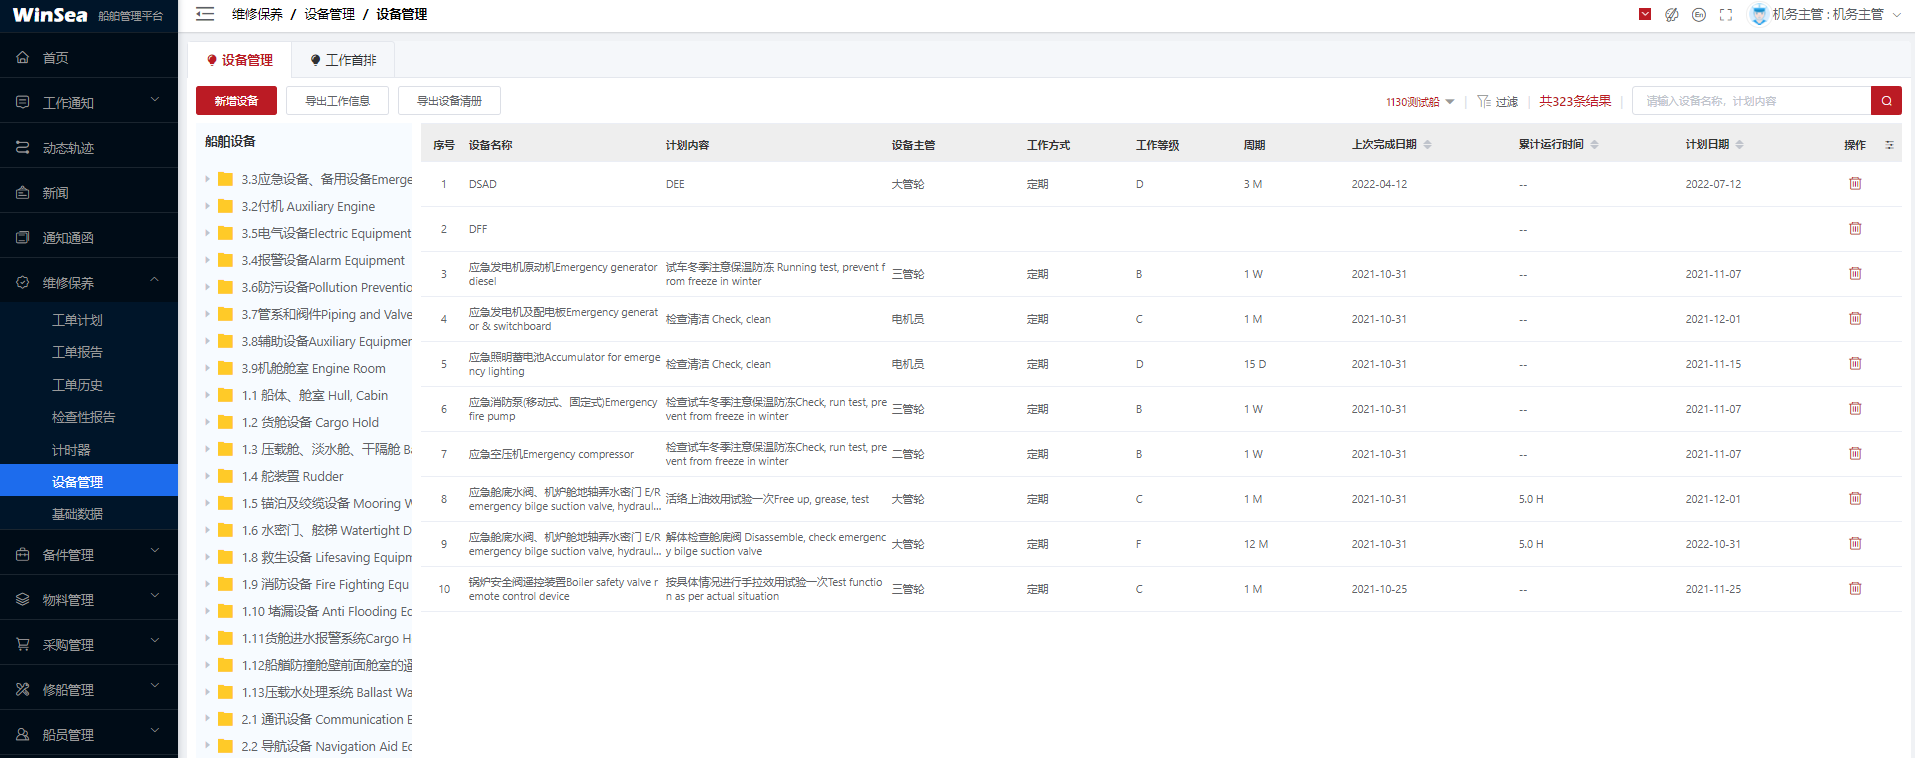 WinSea 船舶管理平台
维修保养 / 设备管理 / 设备管理
En
机务主管 : 机务主管
首页
工作通知
动态轨迹
新闻
通知通函
维修保养
工单计划
工单报告
工单历史
检查性报告
计时器
设备管理
基础数据
备件管理
物料管理
采购管理
修船管理
船员管理
设备管理
工作首排
新增设备
导出工作信息
导出设备清册
1130测试船
过滤
共323条结果
请输入设备名称，计划内容
船舶设备
3.3应急设备、备用设备Emerge
3.2付机 Auxiliary Engine
3.5电气设备Electric Equipment
3.4报警设备Alarm Equipment
3.6防污设备Pollution Preventic
3.7管系和阀件Piping and Valve
3.8辅助设备Auxiliary Equipmer
3.9机舱舱室 Engine Room
1.1 船体、舱室 Hull, Cabin
1.2 货舱设备 Cargo Hold
1.3 压载舱、淡水舱、干隔舱 Ba
1.4 舵装置 Rudder
1.5 锚泊及绞缆设备 Mooring W
1.6 水密门、舷梯 Watertight D
1.8 救生设备 Lifesaving Equipm
1.9 消防设备 Fire Fighting Equ
1.10 堵漏设备 Anti Flooding Ec
1.11货舱进水报警系统Cargo H
1.12船艏防撞舱壁前面舱室的遥
1.13压载水处理系统 Ballast Wa
2.1 通讯设备 Communication E
2.2 导航设备 Navigation Aid Ec
序号 设备名称 计划内容 设备主管 工作方式 工作等级 周期 上次完成日期 累计运行时间 计划日期 操作
1 DSAD DEE 大管轮 定期 D 3 M 2022-04-12 -- 2022-07-12
2 DFF --
3 应急发电机原动机Emergency generator diesel 试车冬季注意保温防冻 Running test, prevent from freeze in winter 三管轮 定期 B 1 W 2021-10-31 -- 2021-11-07
4 应急发电机及配电板Emergency generator & switchboard 检查清洁 Check, clean 电机员 定期 C 1 M 2021-10-31 -- 2021-12-01
5 应急照明蓄电池Accumulator for emergency lighting 检查清洁 Check, clean 电机员 定期 D 15 D 2021-10-31 -- 2021-11-15
6 应急消防泵(移动式、固定式)Emergency fire pump 检查试车冬季注意保温防冻Check, run test, prevent from freeze in winter 三管轮 定期 B 1 W 2021-10-31 -- 2021-11-07
7 应急空压机Emergency compressor 检查试车冬季注意保温防冻Check, run test, prevent from freeze in winter 二管轮 定期 B 1 W 2021-10-31 -- 2021-11-07
8 应急舱底水阀、机炉舱地轴弄水密门 E/R emergency bilge suction valve, hydraul... 活络上油效用试验一次Free up, grease, test 大管轮 定期 C 1 M 2021-10-31 5.0 H 2021-12-01
9 应急舱底水阀、机炉舱地轴弄水密门 E/R emergency bilge suction valve, hydraul... 解体检查舱底阀 Disassemble, check emergency bilge suction valve 大管轮 定期 F 12 M 2021-10-31 5.0 H 2022-10-31
10 锅炉安全阀遥控装置Boiler safety valve remote control device 按具体情况进行手拉效用试验一次Test function as per actual situation 三管轮 定期 C 1 M 2021-10-25 -- 2021-11-25